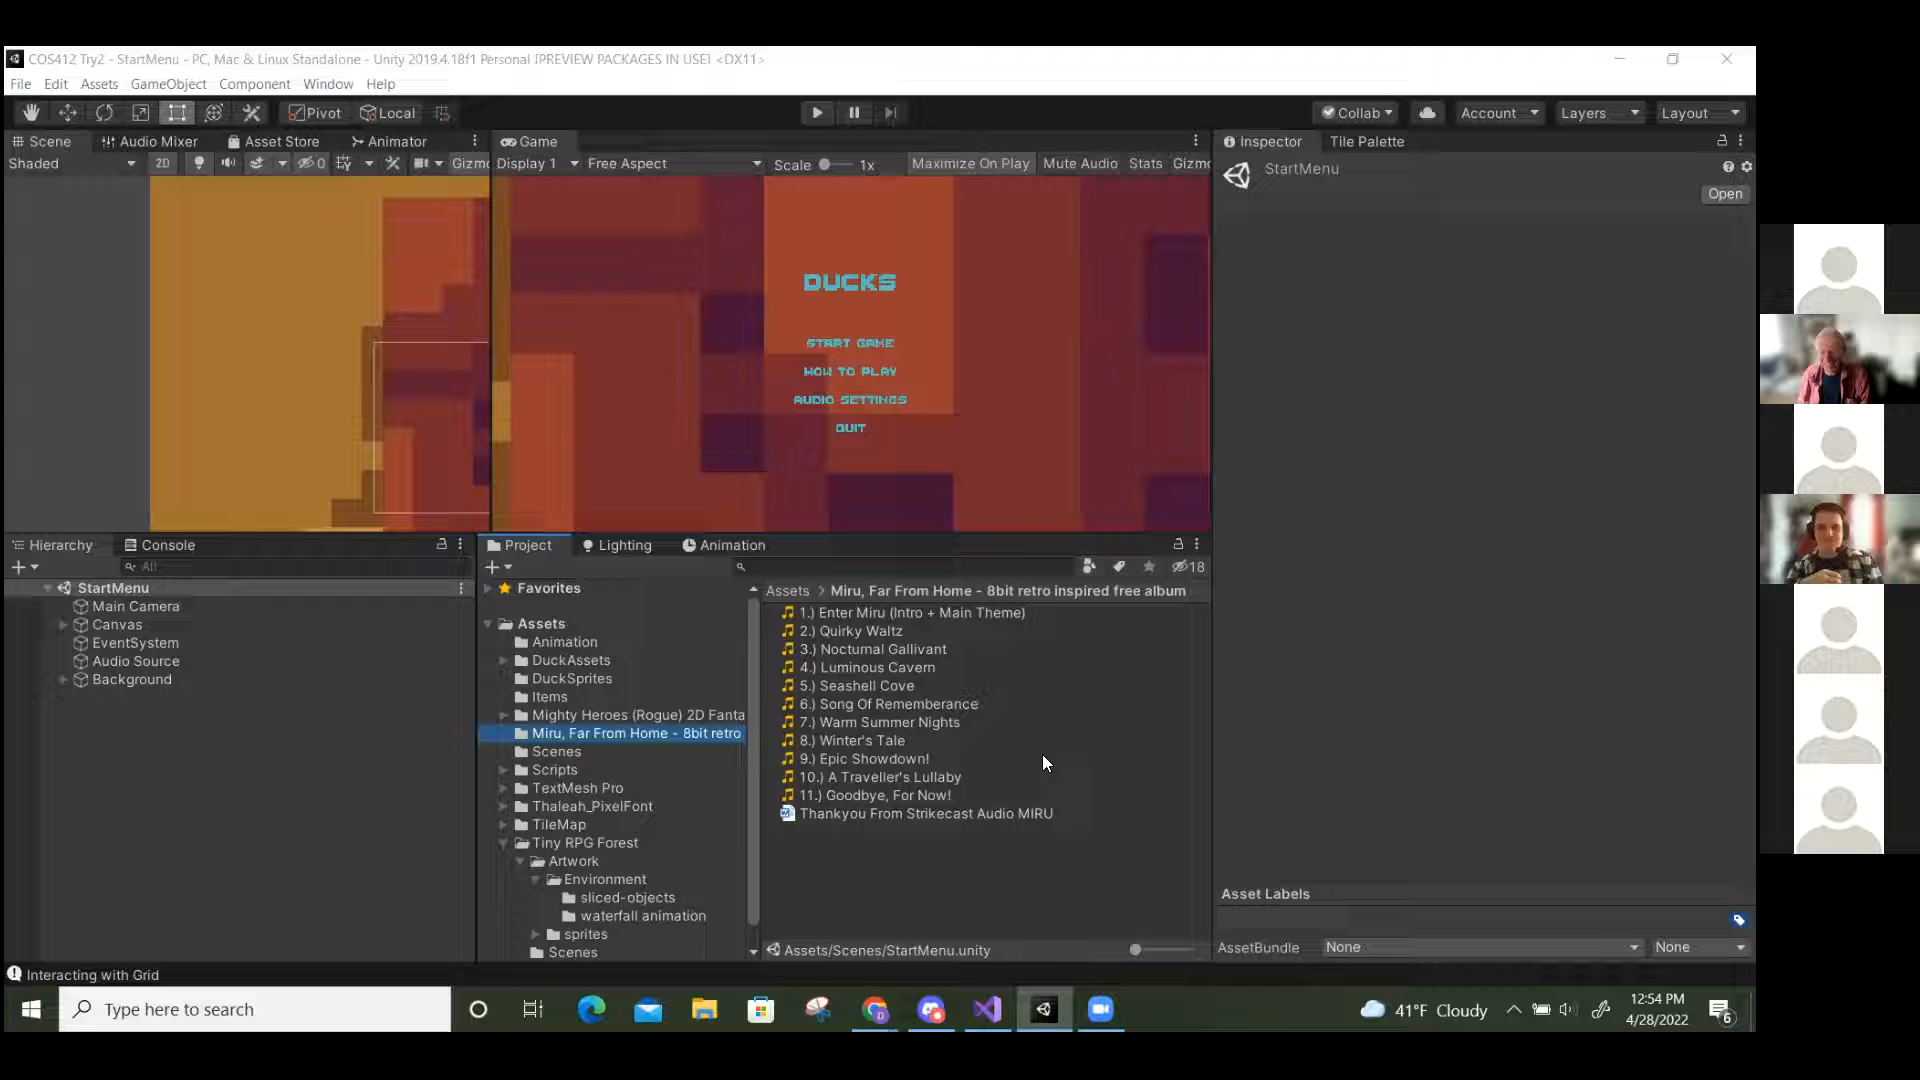 COS412 Try2 - StartMenu - PC, Mac & Linux Standalone - Unity 2019.4.18f1 Personal [PREVIEW PACKAGES IN USE] <DX11>
File Edit Assets GameObject Component Window Help
Pivot Local Collab Account Layers Layout
Scene Audio Mixer Asset Store Animator Game Inspector Tile Palette
Shaded 2D 0 Gizm Display 1 Free Aspect Scale 1x Maximize On Play Mute Audio Stats Gizm
StartMenu
Open
DUCKS
START GAME
HOW TO PLAY
AUDIO SETTINGS
QUIT
Hierarchy Console
All
StartMenu
Main Camera
Canvas
EventSystem
Audio Source
Background
Project Lighting Animation
18
Favorites
Assets
Animation
DuckAssets
DuckSprites
Items
Mighty Heroes (Rogue) 2D Fanta
Miru, Far From Home - 8bit retro
Scenes
Scripts
TextMesh Pro
Thaleah_PixelFont
TileMap
Tiny RPG Forest
Artwork
Environment
sliced-objects
waterfall animation
sprites
Scenes
Assets > Miru, Far From Home - 8bit retro inspired free album
1.) Enter Miru (Intro + Main Theme)
2.) Quirky Waltz
3.) Nocturnal Gallivant
4.) Luminous Cavern
5.) Seashell Cove
6.) Song Of Rememberance
7.) Warm Summer Nights
8.) Winter's Tale
9.) Epic Showdown!
10.) A Traveller's Lullaby
11.) Goodbye, For Now!
Thankyou From Strikecast Audio MIRU
Assets/Scenes/StartMenu.unity
Asset Labels
AssetBundle None None
Interacting with Grid
Type here to search
41°F Cloudy
12:54 PM
4/28/2022
6